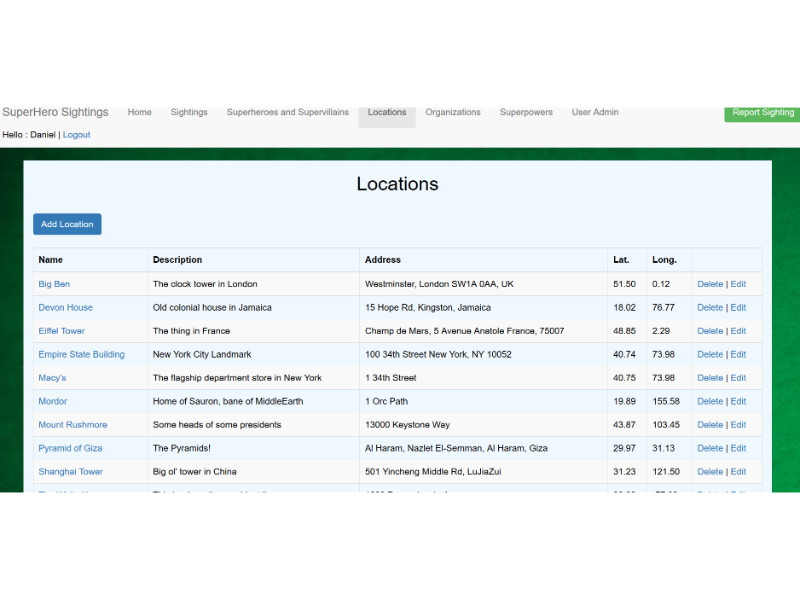 SuperHero Sightings Home Sightings Superheroes and Supervillains Locations Organizations Superpowers User Admin Report Sighting
Hello : Daniel | Logout
Locations
Add Location
Name Description Address Lat. Long.
Big Ben The clock tower in London Westminster, London SW1A 0AA, UK 51.50 0.12 Delete | Edit
Devon House Old colonial house in Jamaica 15 Hope Rd, Kingston, Jamaica 18.02 76.77 Delete | Edit
Eiffel Tower The thing in France Champ de Mars, 5 Avenue Anatole France, 75007 48.85 2.29 Delete | Edit
Empire State Building New York City Landmark 100 34th Street New York, NY 10052 40.74 73.98 Delete | Edit
Macy's The flagship department store in New York 1 34th Street 40.75 73.98 Delete | Edit
Mordor Home of Sauron, bane of MiddleEarth 1 Orc Path 19.89 155.58 Delete | Edit
Mount Rushmore Some heads of some presidents 13000 Keystone Way 43.87 103.45 Delete | Edit
Pyramid of Giza The Pyramids! Al Haram, Nazlet El-Semman, Al Haram, Giza 29.97 31.13 Delete | Edit
Shanghai Tower Big ol' tower in China 501 Yincheng Middle Rd, LuJiaZui 31.23 121.50 Delete | Edit